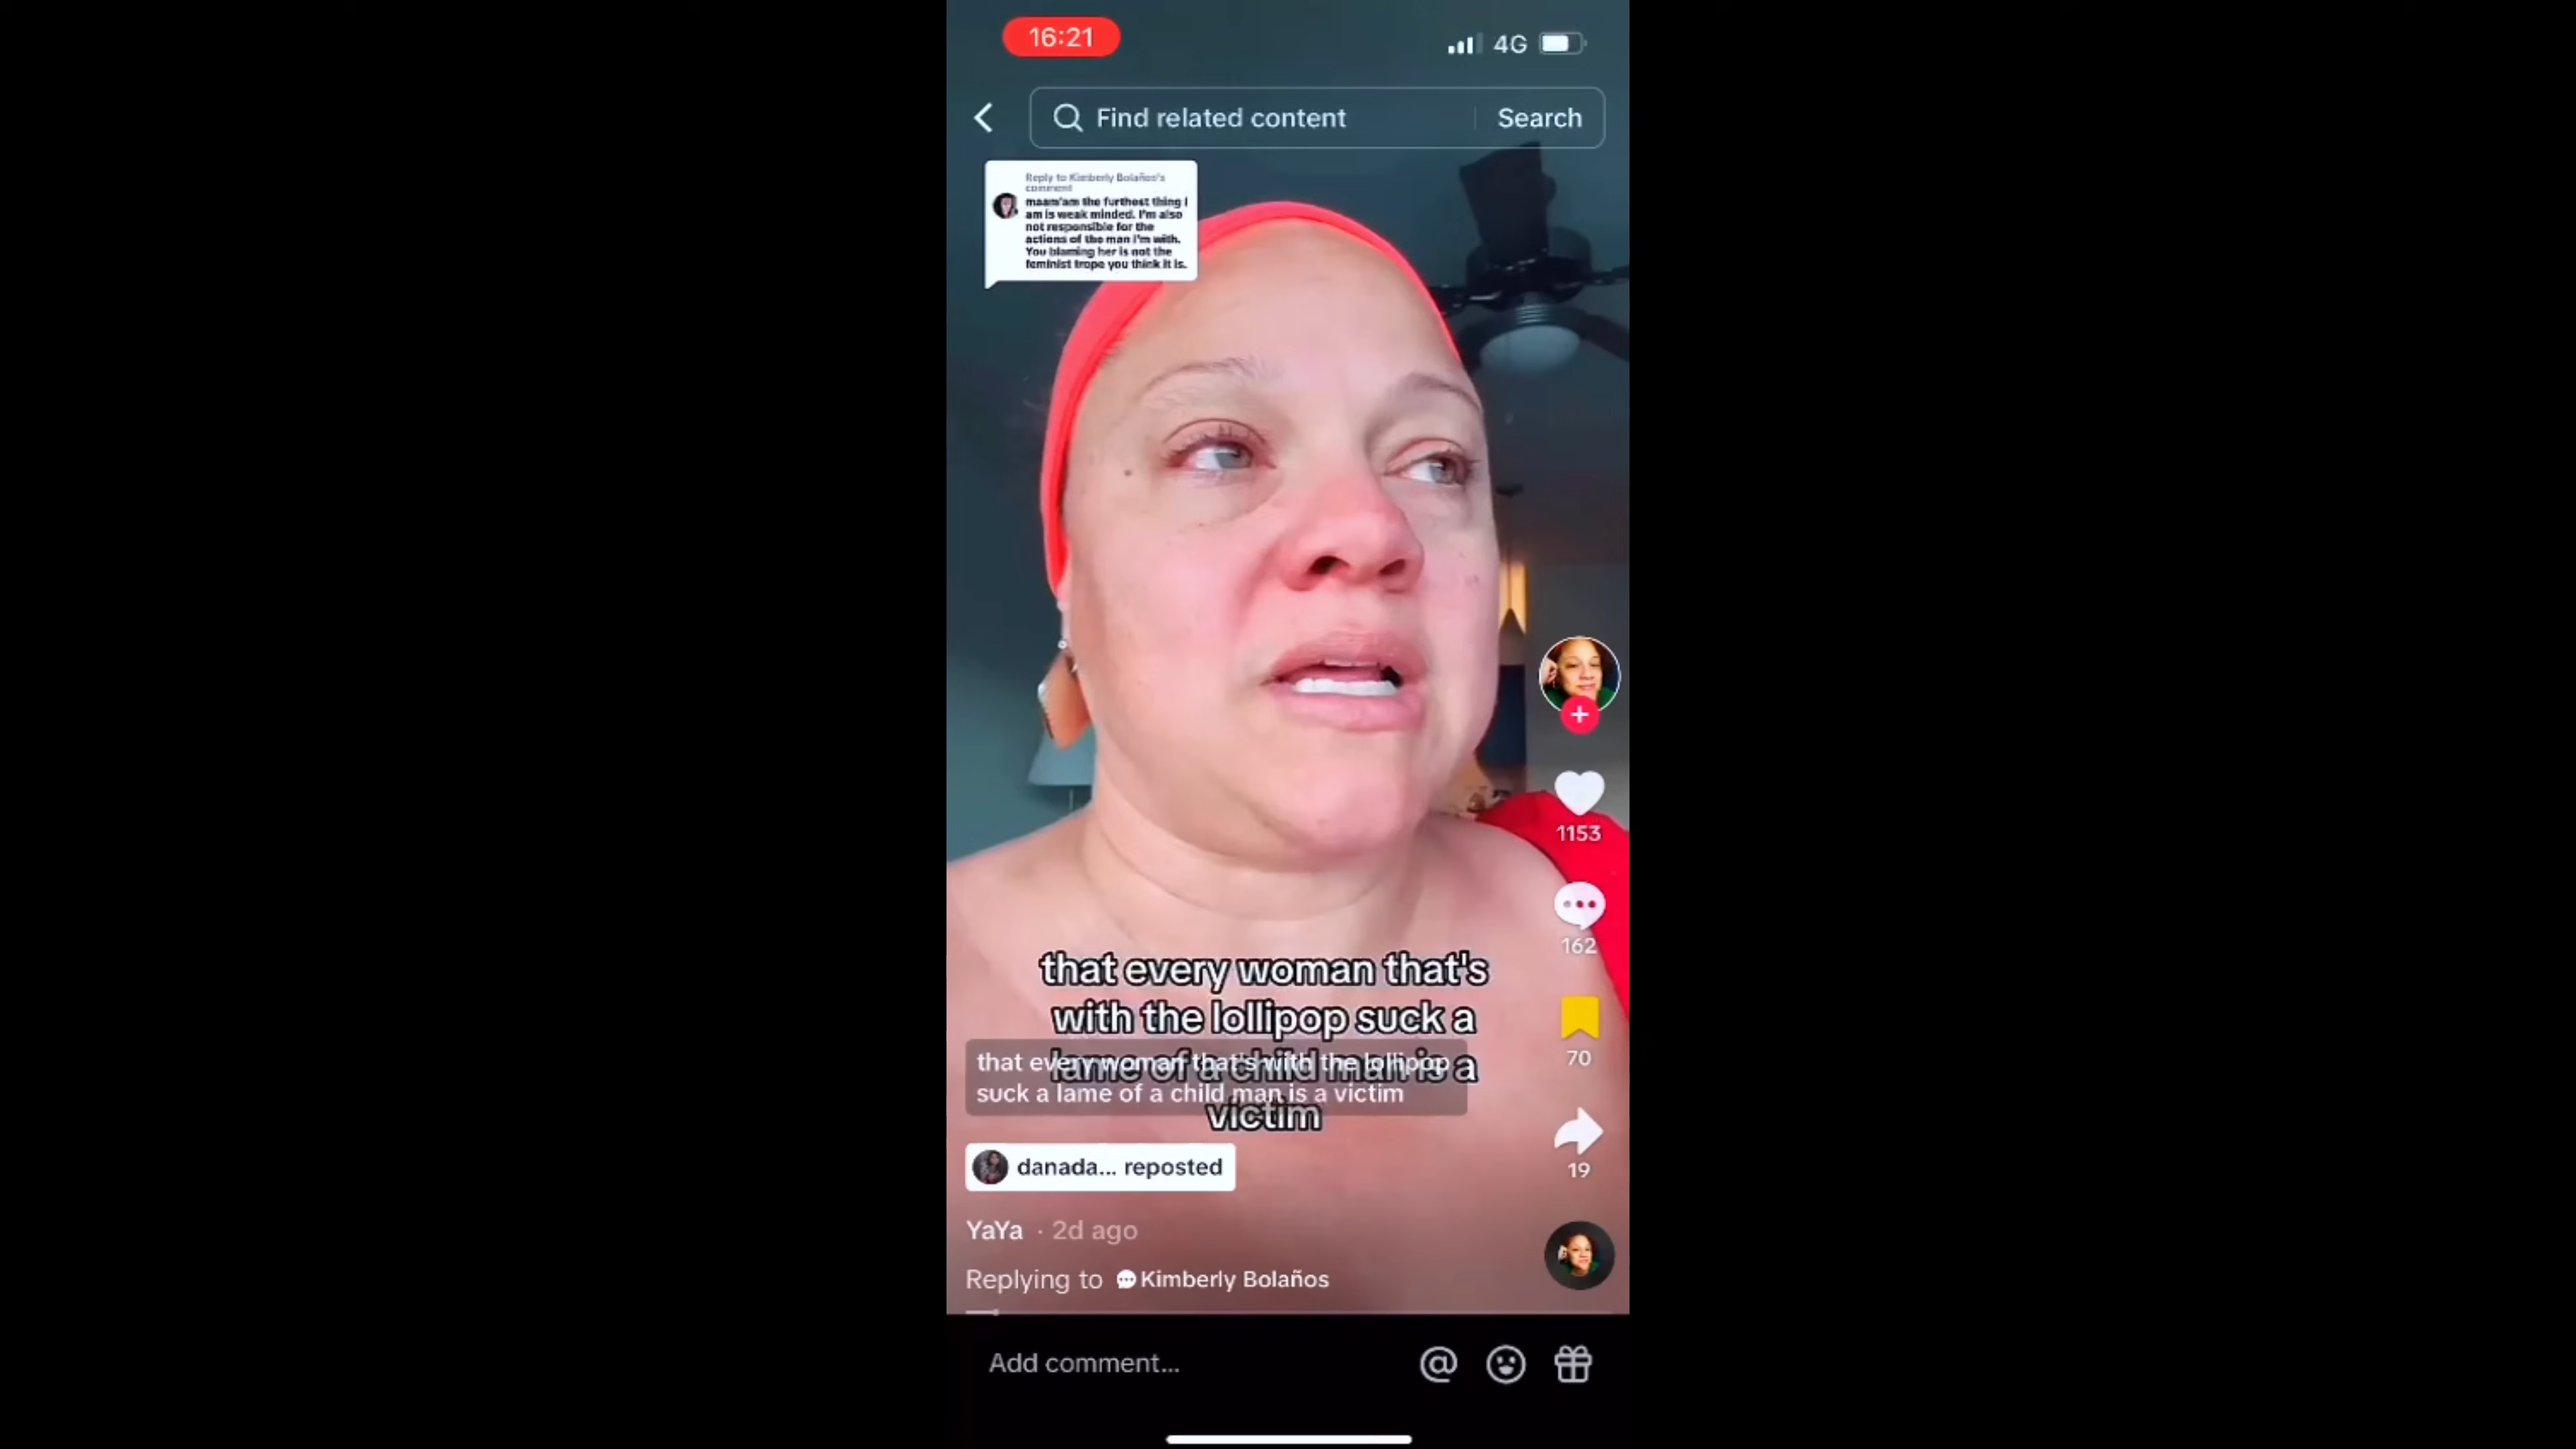 16:21
4G
Find related content
Search
Reply to Kimberly Bolaños's
comment
maam'am the furthest thing I
am is weak minded. I'm also
not responsible for the
actions of the man I'm with.
You blaming her is not the
feminist trope you think it is.
1153
162
70
19
that every woman that's
with the lollipop suck a
lame of a child man is a
victim
that every woman that's with the lollipop
suck a lame of a child man is a victim
danada... reposted
YaYa · 2d ago
Replying to Kimberly Bolaños
Add comment...